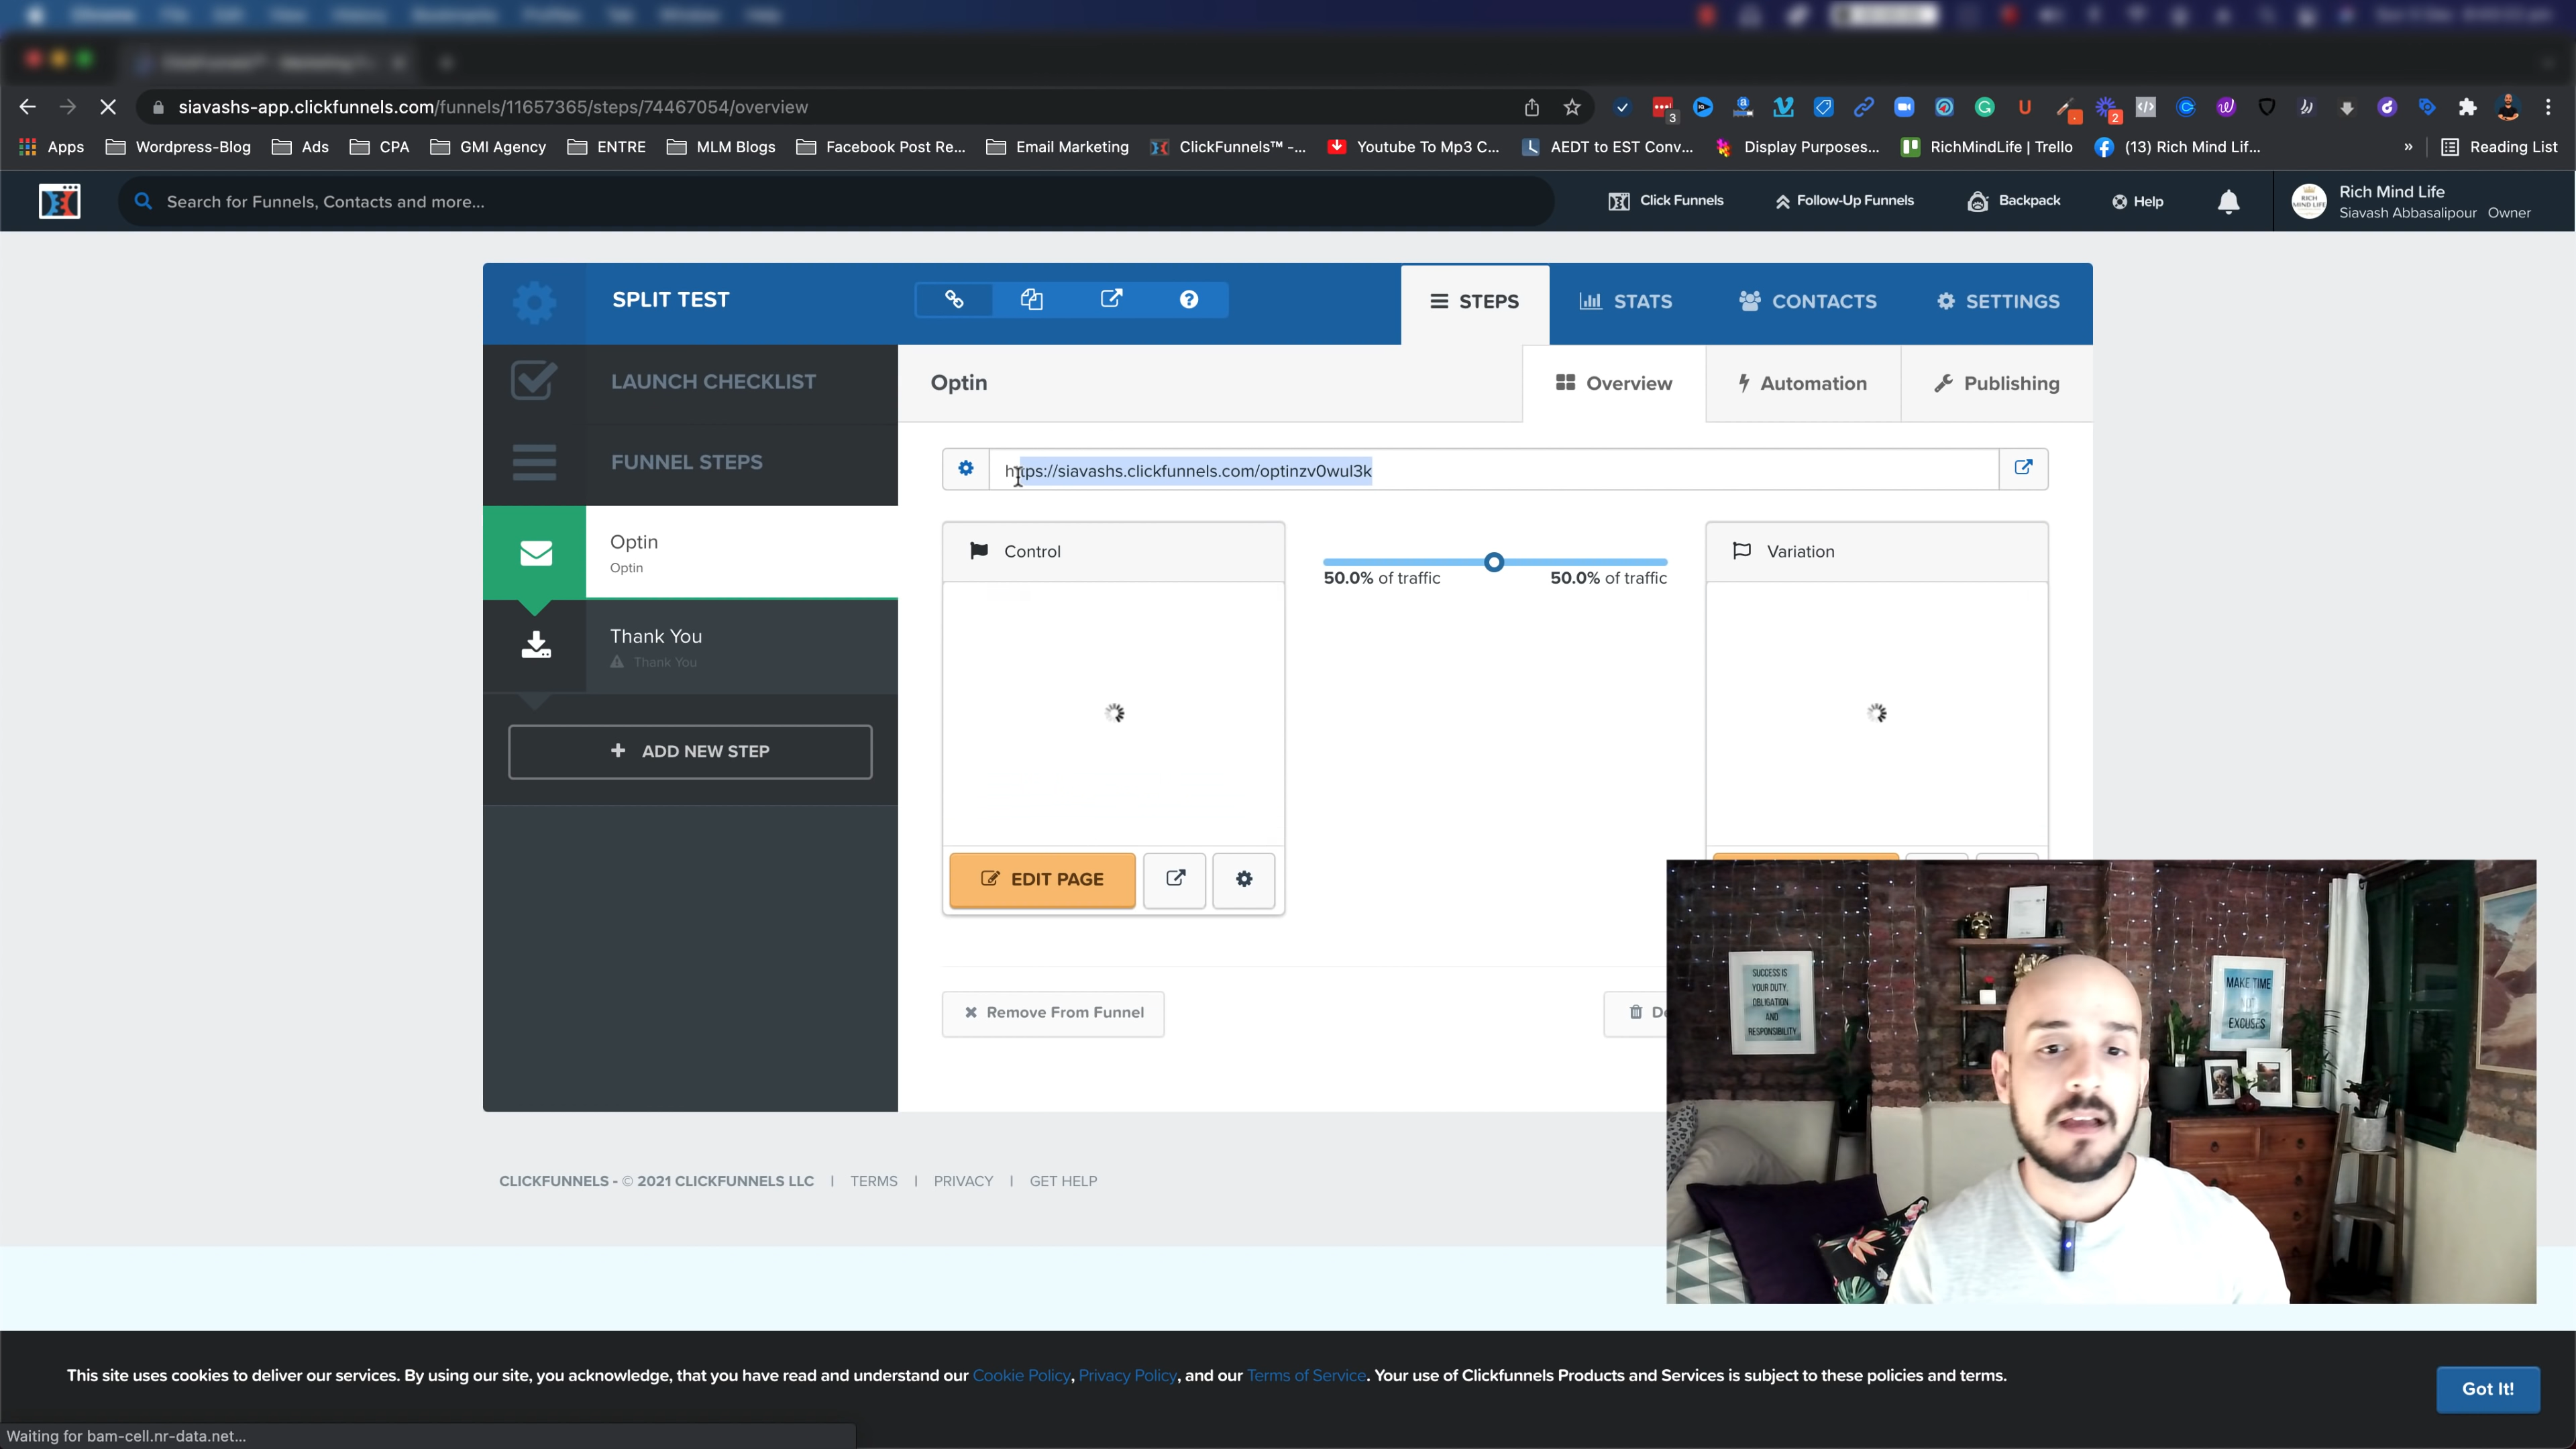 siavashs-app.clickfunnels.com/funnels/11657365/steps/74467054/overview
3
2
Apps Wordpress-Blog Ads CPA GMI Agency ENTRE MLM Blogs Facebook Post Re... Email Marketing ClickFunnels™ -... Youtube To Mp3 C... AEDT to EST Conv... Display Purposes... RichMindLife | Trello (13) Rich Mind Lif... » Reading List
Search for Funnels, Contacts and more... Click Funnels Follow-Up Funnels Backpack Help
Rich Mind Life
Siavash Abbasalipour Owner
SPLIT TEST STEPS STATS CONTACTS SETTINGS
LAUNCH CHECKLIST
Optin Overview Automation Publishing
FUNNEL STEPS
https://siavashs.clickfunnels.com/optinzv0wul3k
Optin
Optin
Control
50.0% of traffic 50.0% of traffic
Variation
Thank You
Thank You
+ ADD NEW STEP
EDIT PAGE
Remove From Funnel
De
SUCCESS IS
YOUR DUTY,
OBLIGATION
AND
RESPONSIBILITY
MAKE TIME
NOT
EXCUSES
CLICKFUNNELS - © 2021 CLICKFUNNELS LLC | TERMS | PRIVACY | GET HELP
This site uses cookies to deliver our services. By using our site, you acknowledge, that you have read and understand our Cookie Policy, Privacy Policy, and our Terms of Service. Your use of Clickfunnels Products and Services is subject to these policies and terms.
Got It!
Waiting for bam-cell.nr-data.net...